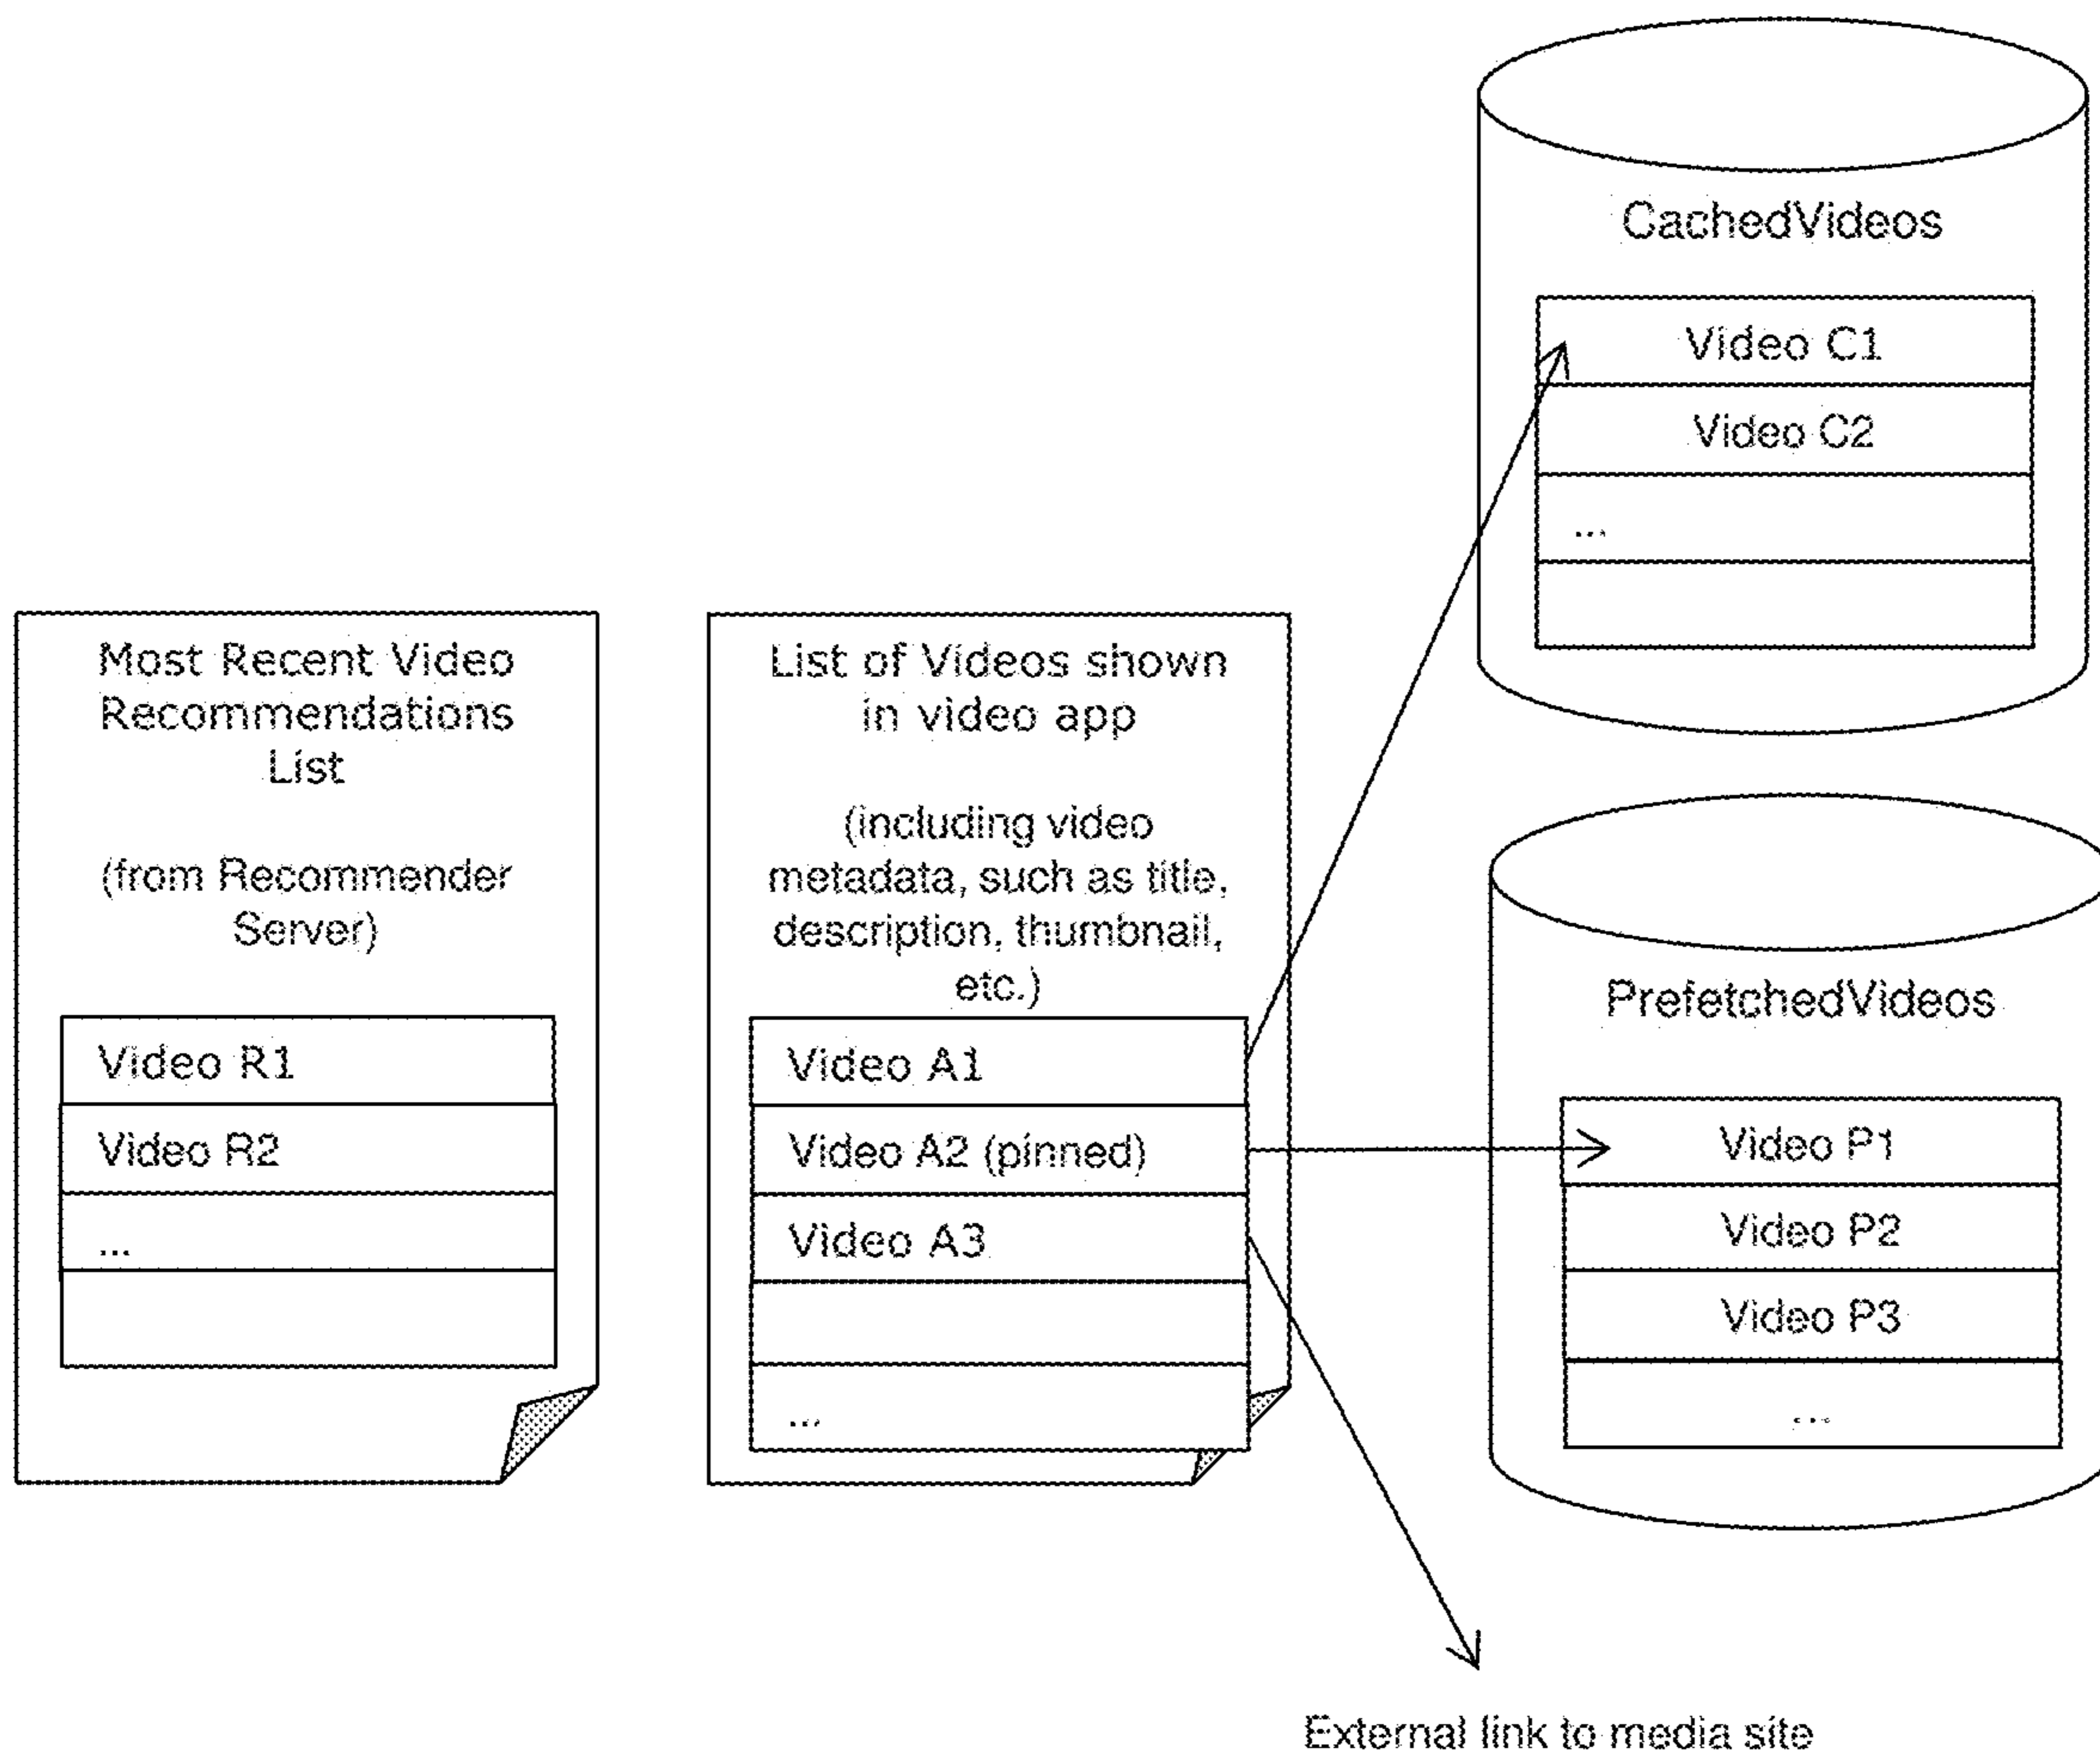 Most Recent Video
Recommendations
List
(from Recommender
Server)
Video R1
Video R2
...
List of Videos shown
in video app
(including video
metadata, such as title,
description, thumbnail,
etc.)
Video A1
Video A2 (pinned)
Video A3
...
CachedVideos
Video C1
Video C2
...
PrefetchedVideos
Video P1
Video P2
Video P3
...
External link to media site